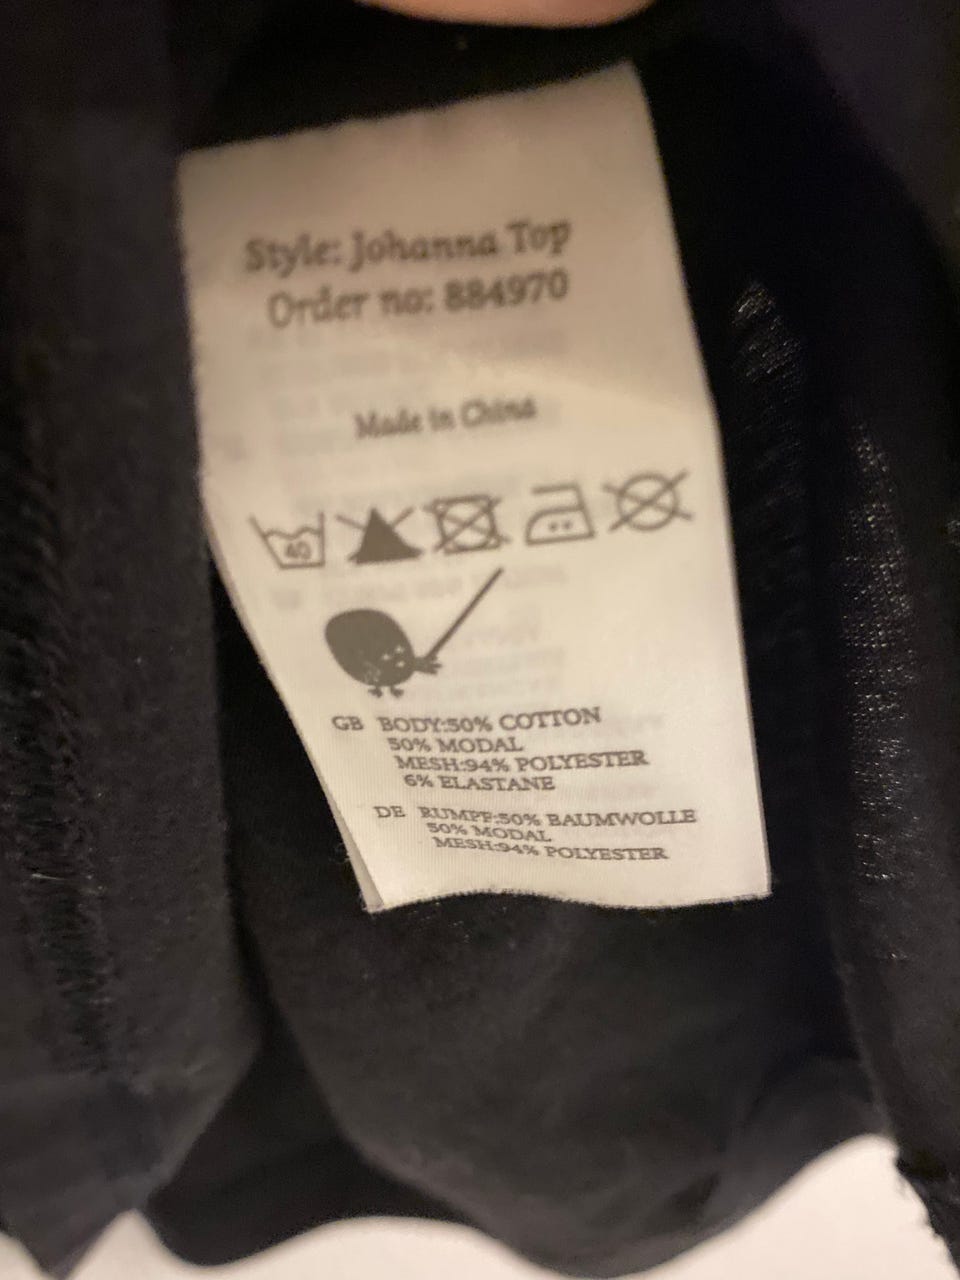 Style: Johanna Top
Order no: 884970
Made in China
40
GB BODY:50% COTTON
50% MODAL
MESH:94% POLYESTER
6% ELASTANE
DE RUMPF:50% BAUMWOLLE
50% MODAL
MESH:94% POLYESTER